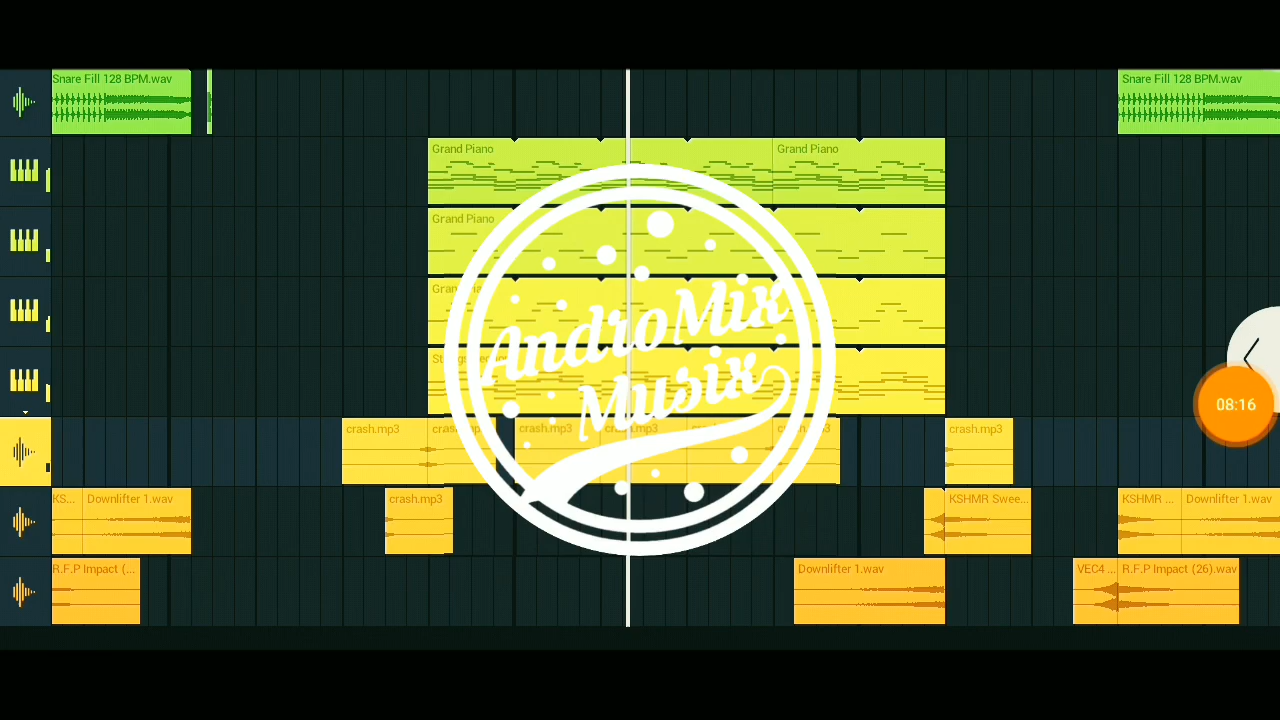 Snare Fill 128 BPM.wav
Snare Fill 128 BPM.wav
Grand Piano
Grand Piano
Grand Piano
AndroMix
Musix
crash.mp3
crash.mp3
crash.mp3
crash.mp3
08:16
KS...
Downlifter 1.wav
crash.mp3
KSHMR Swee...
KSHMR ...
Downlifter 1.wav
R.F.P Impact (...
Downlifter 1.wav
VEC4 ...
R.F.P Impact (26).wav